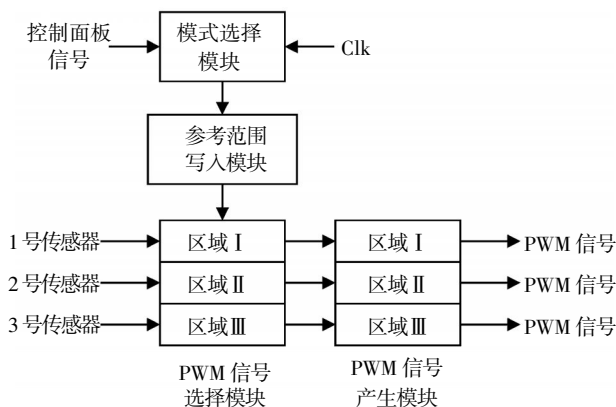 控制面板
信号
模式选择
模块
Clk
参考范围
写入模块
1号传感器
区域Ⅰ
区域Ⅰ
PWM 信号
2号传感器
区域Ⅱ
区域Ⅱ
PWM 信号
3号传感器
区域Ⅲ
区域Ⅲ
PWM 信号
PWM 信号
选择模块
PWM 信号
产生模块